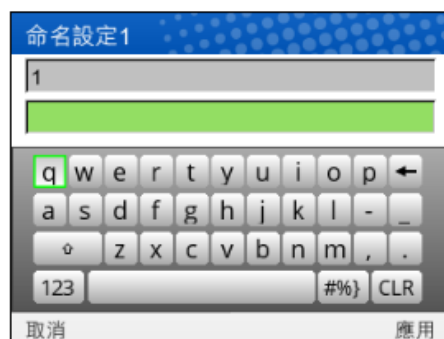 命名設定1
1
q w e r t y u i o p ←
a s d f g h j k l - _
⇧ z x c v b n m , .
123 #%} CLR
取消 應用